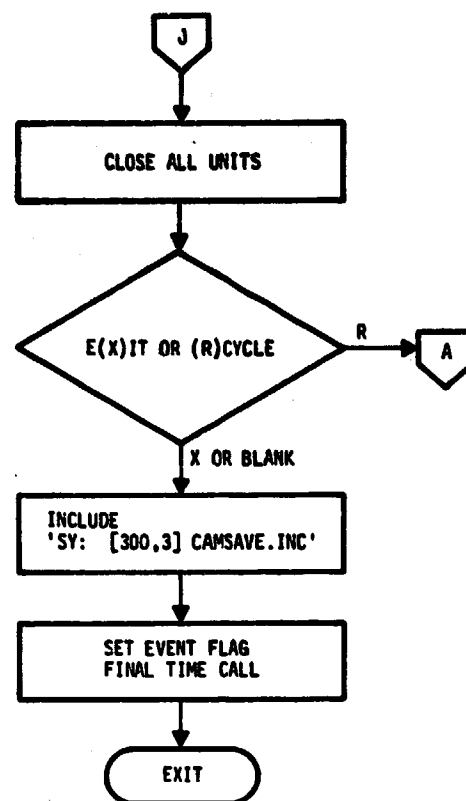 J
CLOSE ALL UNITS
E(X)IT OR (R)CYCLE
R
A
X OR BLANK
INCLUDE
'SY: [300,3] CAMSAVE.INC'
SET EVENT FLAG
FINAL TIME CALL
EXIT